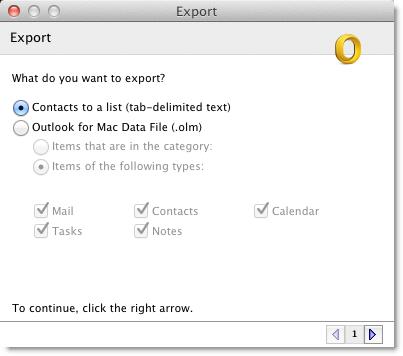 Export
Export
What do you want to export?
Contacts to a list (tab-delimited text)
Outlook for Mac Data File (.olm)
Items that are in the category:
Items of the following types:
Mail Contacts Calendar
Tasks Notes
To continue, click the right arrow.
1